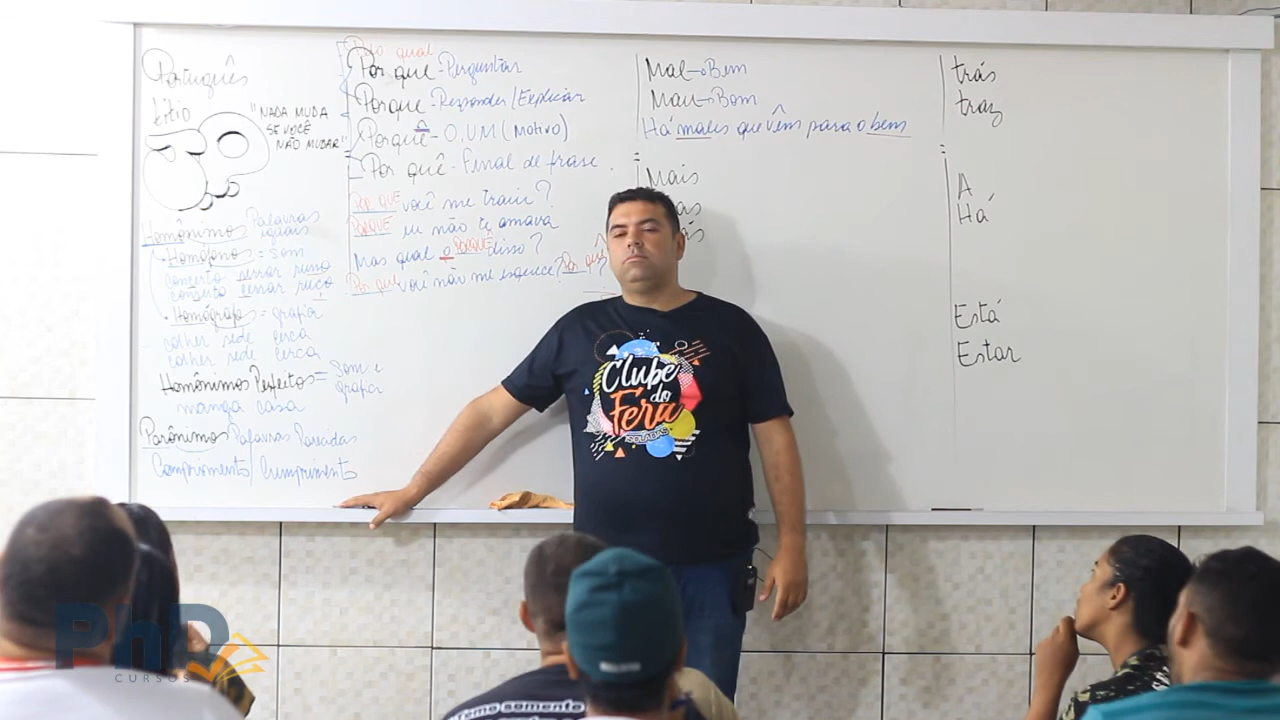 Português
"NADA MUDA
SE VOCÊ
NÃO MUDAR"
Homônimos Palavras
iguais
• Homófono = som
concerto serrar russo
conserto cerrar ruço
• Homógrafo = grafia
colher sede cerca
colher sede cerca
Homônimos Perfeitos = Som e
grafia
manga casa
Parônimos Palavras Parecidas
Comprimento/Cumprimento
Pelo qual
Por que - Perguntar
Porque - Responder/Explicar
Porquê - O, UM (Motivo)
Por quê - Final de frase.
POR QUE você me traiu?
PORQUE eu não te amava
Mas qual o PORQUÊ disso?
Por que você não me esquece? Por quê?
Mal → Bem
Mau → Bom
Há males que vêm para o bem
Mais
trás
traz
A
Há
Está
Estar
Clube
do
Fera
ISOLADAS
PhD
CURSOS
somente